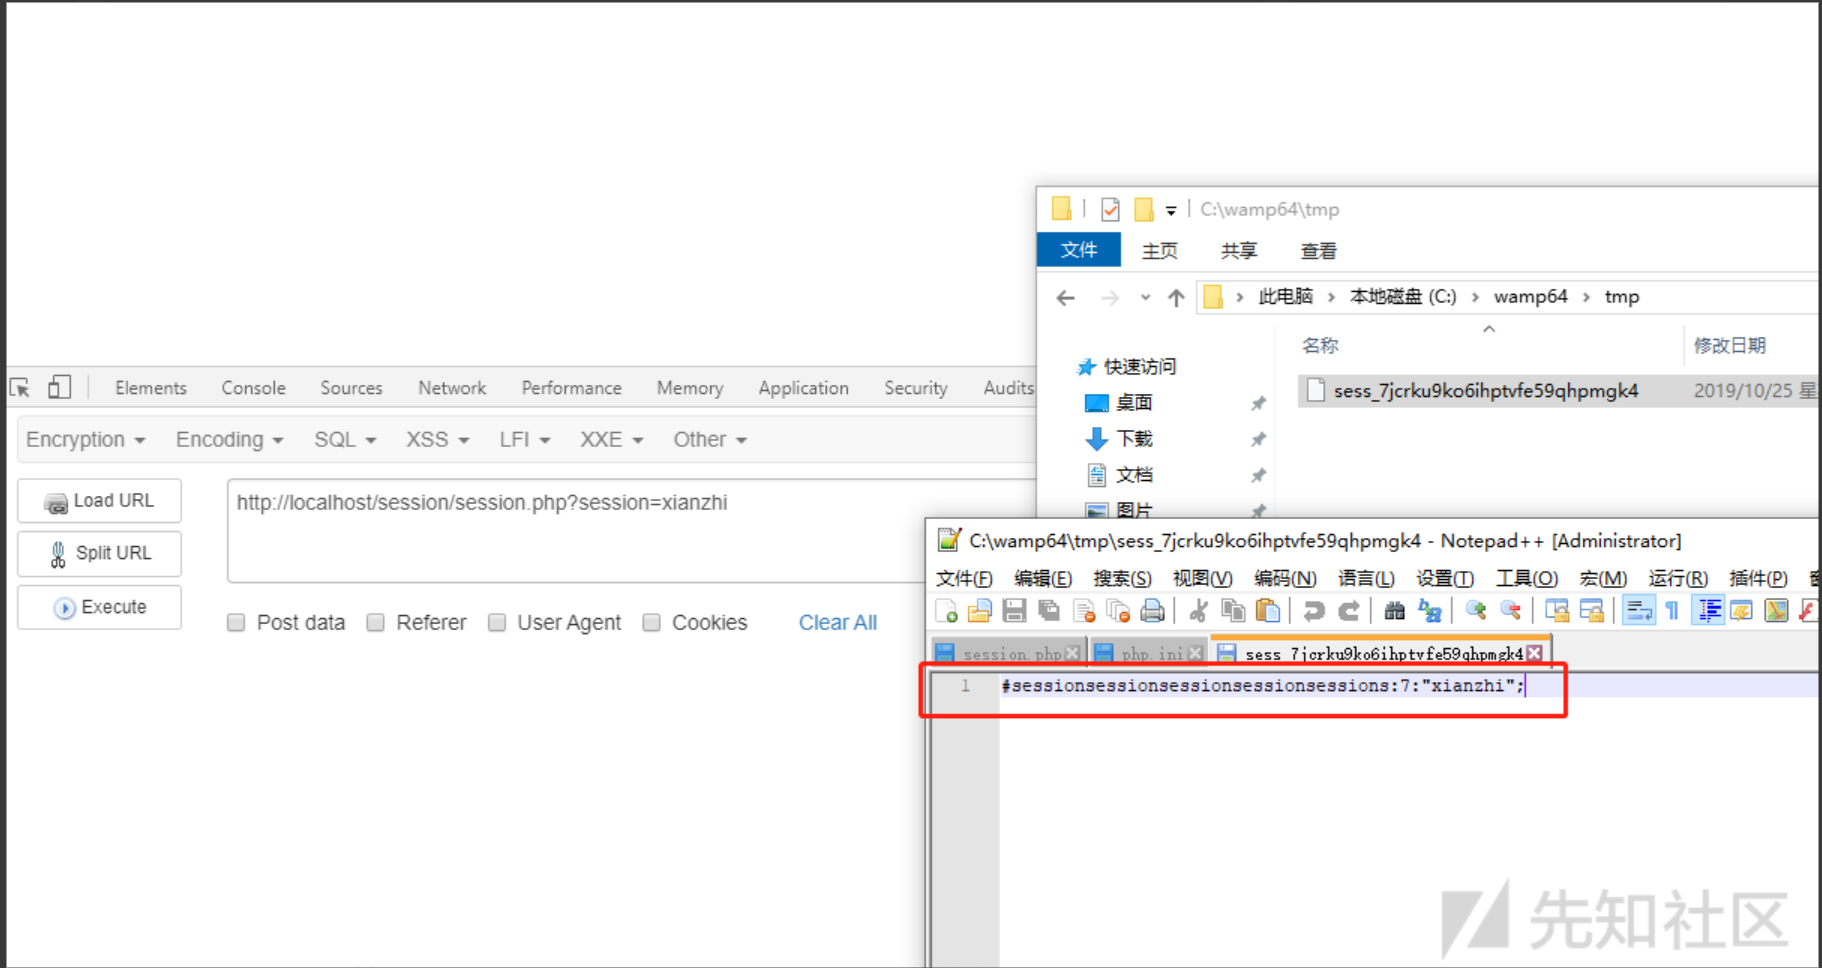 C:\wamp64\tmp
文件 主页 共享 查看
此电脑 › 本地磁盘 (C:) › wamp64 › tmp
名称 修改日期
快速访问
sess_7jcrku9ko6ihptvfe59qhpmgk4 2019/10/25 星
桌面
下载
文档
图片
Elements Console Sources Network Performance Memory Application Security Audits
Encryption Encoding SQL XSS LFI XXE Other
Load URL
http://localhost/session/session.php?session=xianzhi
Split URL
Execute
Post data Referer User Agent Cookies Clear All
C:\wamp64\tmp\sess_7jcrku9ko6ihptvfe59qhpmgk4 - Notepad++ [Administrator]
文件(F) 编辑(E) 搜索(S) 视图(V) 编码(N) 语言(L) 设置(T) 工具(O) 宏(M) 运行(R) 插件(P)
session.php php.ini sess_7jcrku9ko6ihptvfe59qhpmgk4
1 #sessionsessionsessionsessionsessions:7:"xianzhi";
先知社区